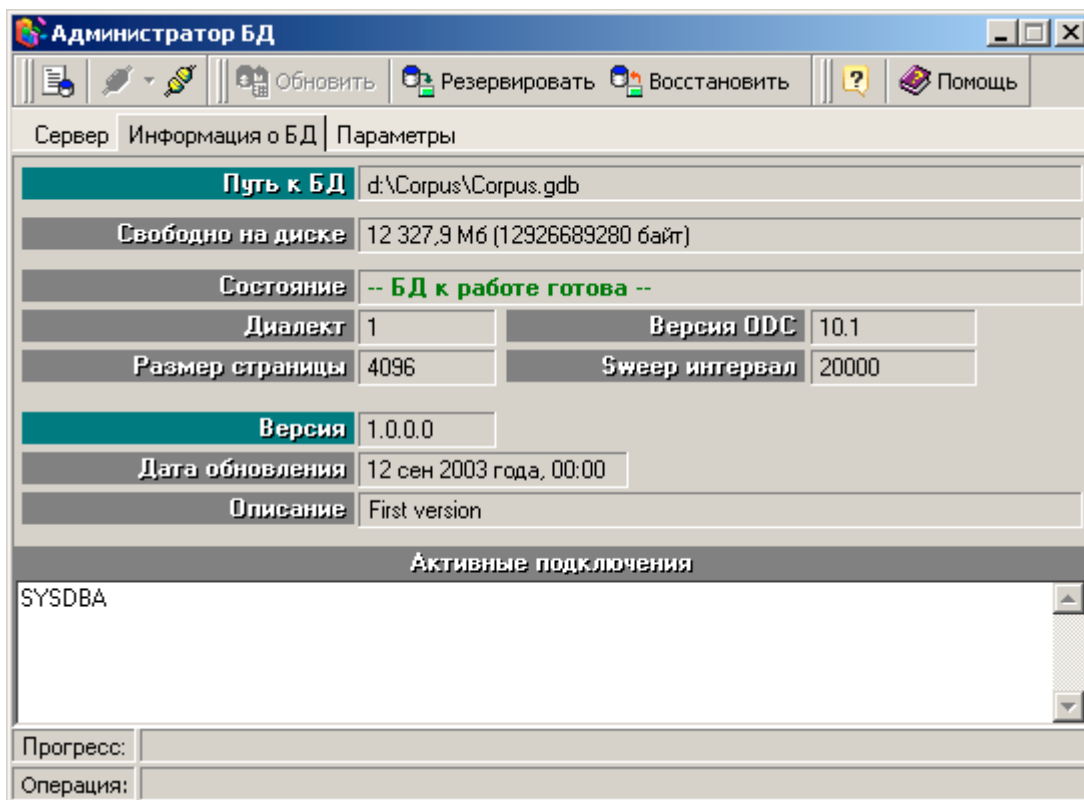 Администратор БД
Обновить Резервировать Восстановить ? Помощь
Сервер Информация о БД Параметры
Путь к БД d:\Corpus\Corpus.gdb
Свободно на диске 12 327,9 Мб (12926689280 байт)
Состояние -- БД к работе готова --
Диалект 1 Версия ODC 10.1
Размер страницы 4096 Sweep интервал 20000
Версия 1.0.0.0
Дата обновления 12 сен 2003 года, 00:00
Описание First version
Активные подключения
SYSDBA
Прогресс:
Операция: